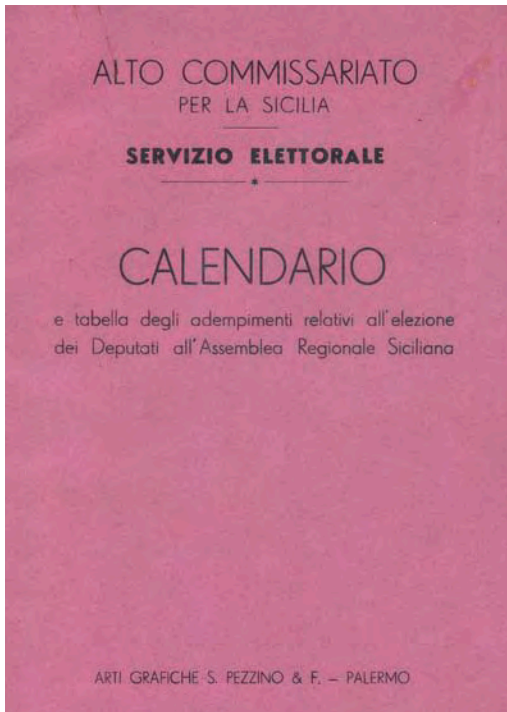 ALTO COMMISSARIATO
PER LA SICILIA
SERVIZIO ELETTORALE
CALENDARIO
e tabella degli adempimenti relativi all'elezione
dei Deputati all'Assemblea Regionale Siciliana
ARTI GRAFICHE S. PEZZINO & F. – PALERMO